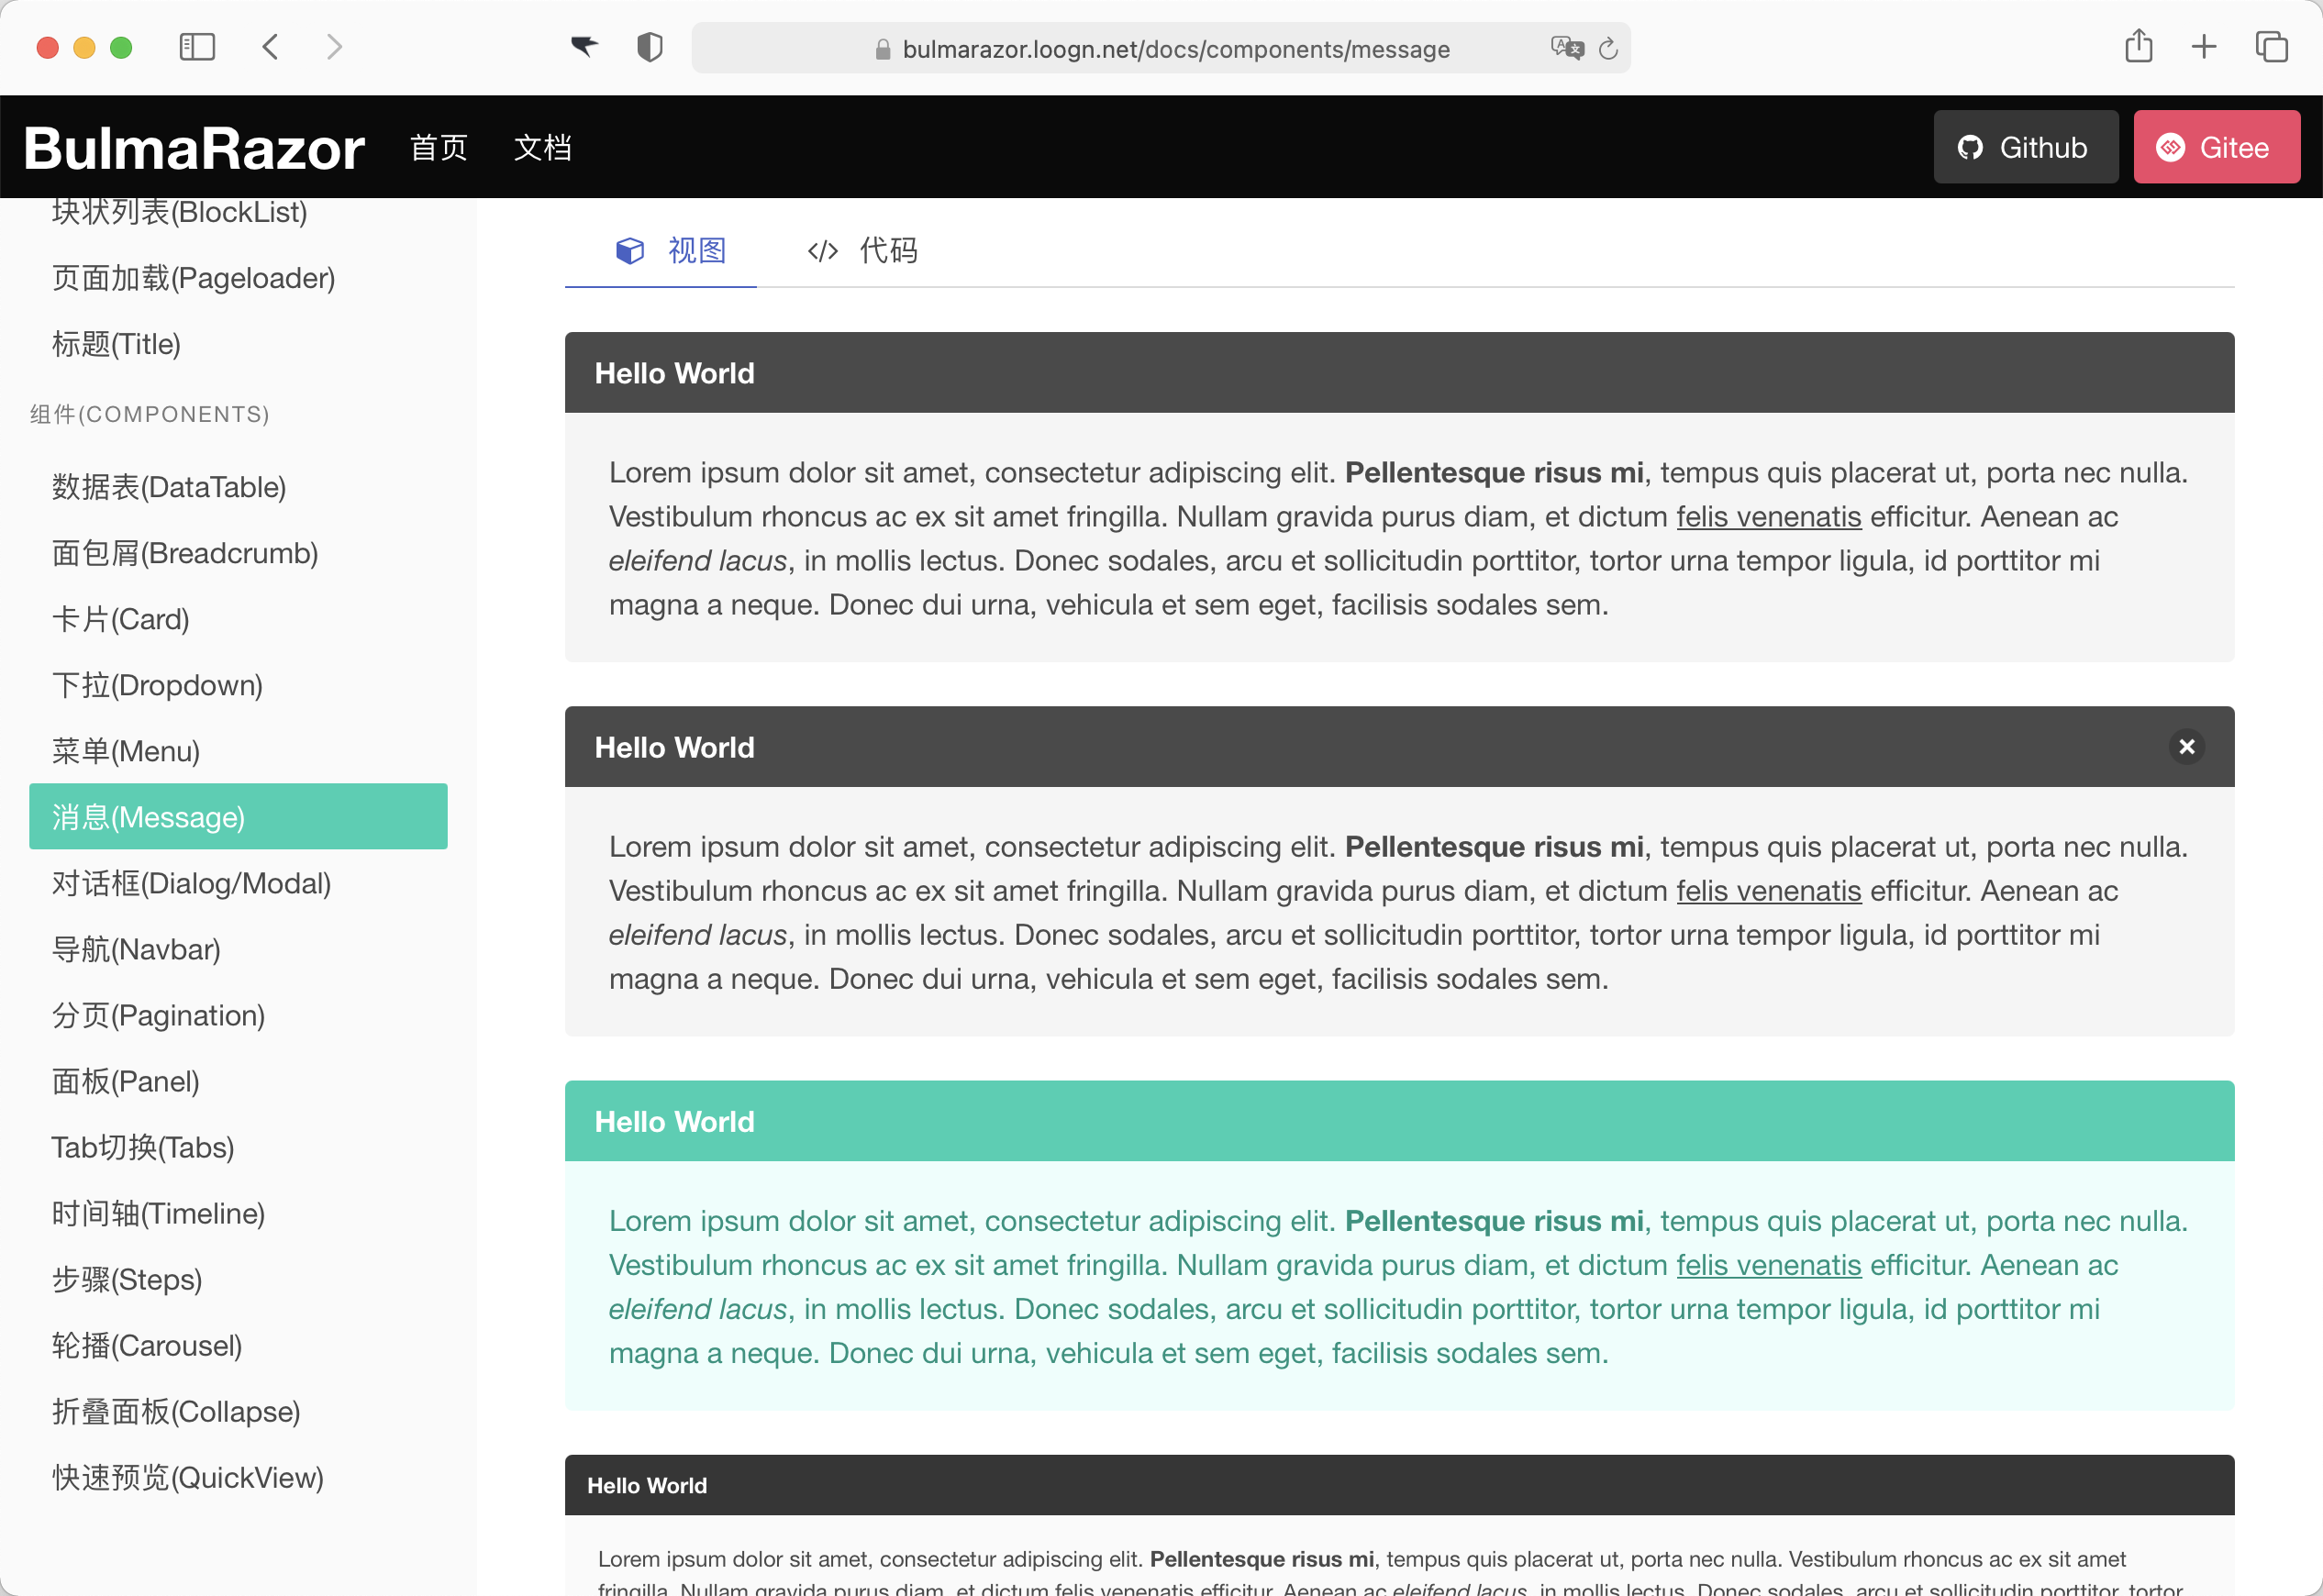 bulmarazor.loogn.net/docs/components/message
BulmaRazor
首页
文档
Github
Gitee
块状列表(BlockList)
页面加载(Pageloader)
标题(Title)
组件(COMPONENTS)
数据表(DataTable)
面包屑(Breadcrumb)
卡片(Card)
下拉(Dropdown)
菜单(Menu)
消息(Message)
对话框(Dialog/Modal)
导航(Navbar)
分页(Pagination)
面板(Panel)
Tab切换(Tabs)
时间轴(Timeline)
步骤(Steps)
轮播(Carousel)
折叠面板(Collapse)
快速预览(QuickView)
视图
代码
Hello World
Lorem ipsum dolor sit amet, consectetur adipiscing elit. Pellentesque risus mi, tempus quis placerat ut, porta nec nulla.
Vestibulum rhoncus ac ex sit amet fringilla. Nullam gravida purus diam, et dictum felis venenatis efficitur. Aenean ac
eleifend lacus, in mollis lectus. Donec sodales, arcu et sollicitudin porttitor, tortor urna tempor ligula, id porttitor mi
magna a neque. Donec dui urna, vehicula et sem eget, facilisis sodales sem.
Hello World
Lorem ipsum dolor sit amet, consectetur adipiscing elit. Pellentesque risus mi, tempus quis placerat ut, porta nec nulla.
Vestibulum rhoncus ac ex sit amet fringilla. Nullam gravida purus diam, et dictum felis venenatis efficitur. Aenean ac
eleifend lacus, in mollis lectus. Donec sodales, arcu et sollicitudin porttitor, tortor urna tempor ligula, id porttitor mi
magna a neque. Donec dui urna, vehicula et sem eget, facilisis sodales sem.
Hello World
Lorem ipsum dolor sit amet, consectetur adipiscing elit. Pellentesque risus mi, tempus quis placerat ut, porta nec nulla.
Vestibulum rhoncus ac ex sit amet fringilla. Nullam gravida purus diam, et dictum felis venenatis efficitur. Aenean ac
eleifend lacus, in mollis lectus. Donec sodales, arcu et sollicitudin porttitor, tortor urna tempor ligula, id porttitor mi
magna a neque. Donec dui urna, vehicula et sem eget, facilisis sodales sem.
Hello World
Lorem ipsum dolor sit amet, consectetur adipiscing elit. Pellentesque risus mi, tempus quis placerat ut, porta nec nulla. Vestibulum rhoncus ac ex sit amet
fringilla. Nullam gravida purus diam, et dictum felis venenatis efficitur. Aenean ac eleifend lacus, in mollis lectus. Donec sodales, arcu et sollicitudin porttitor, tortor